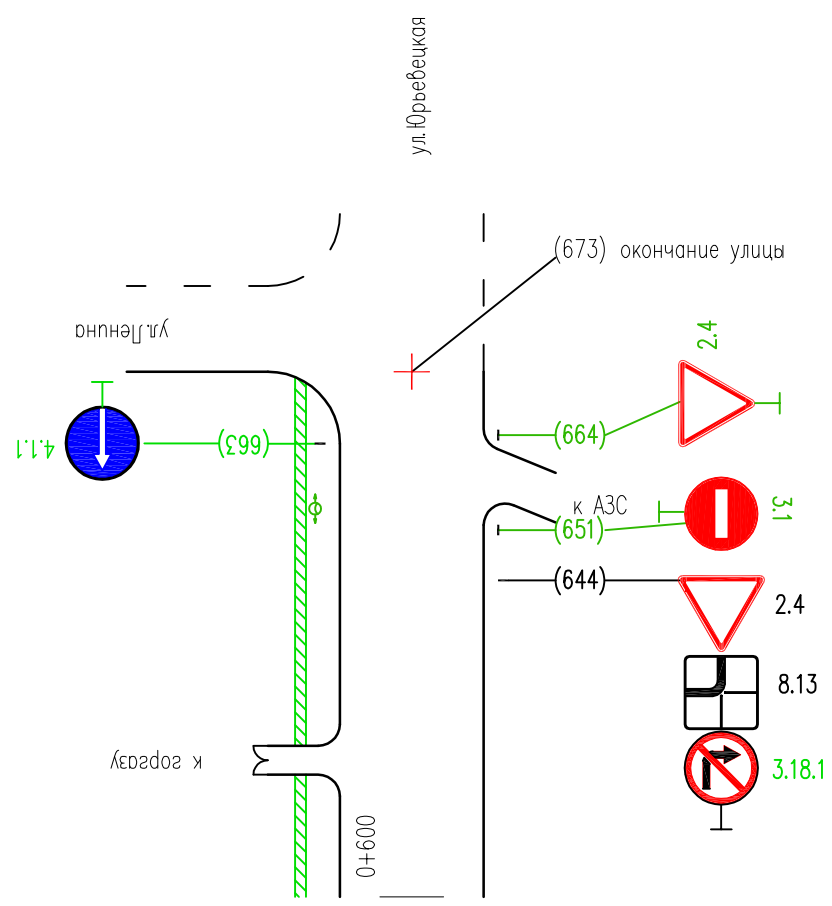 ул.Юрьевецкая
(673) окончание улицы
ул.Ленина
2.4
4.1.1
(663)
(664)
к АЗС
3.1
(651)
(644)
2.4
8.13
к горгазу
3.18.1
0+600